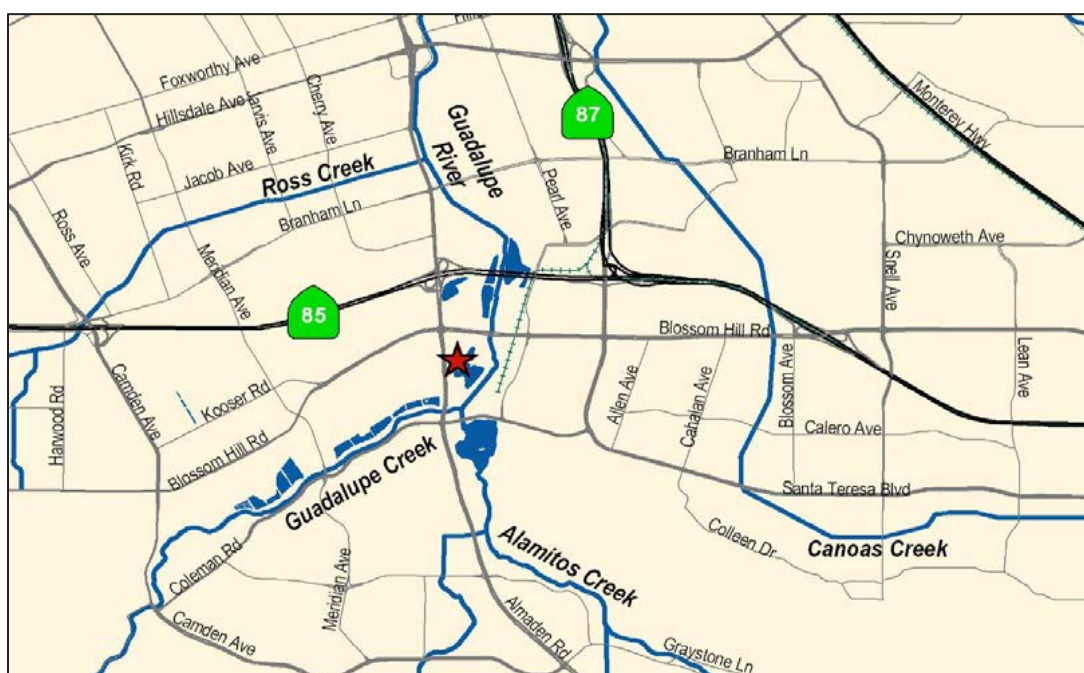 Foxworthy Ave
Hillsdale Ave
Jarvis Ave
Cherry Ave
Kirk Rd
Jacob Ave
Ross Creek
Guadalupe
River
87
Monterey Hwy
Branham Ln
Pearl Ave
Branham Ln
Ross Ave
Meridian Ave
Chynoweth Ave
Snell Ave
85
Blossom Hill Rd
Camden Ave
Kooser Rd
Harwood Rd
Blossom Hill Rd
Allen Ave
Cahalan Ave
Blossom Ave
Lean Ave
Calero Ave
Guadalupe Creek
Santa Teresa Blvd
Colleen Dr
Canoas Creek
Alamitos Creek
Coleman Rd
Meridian Ave
Camden Ave
Almaden Rd
Graystone Ln